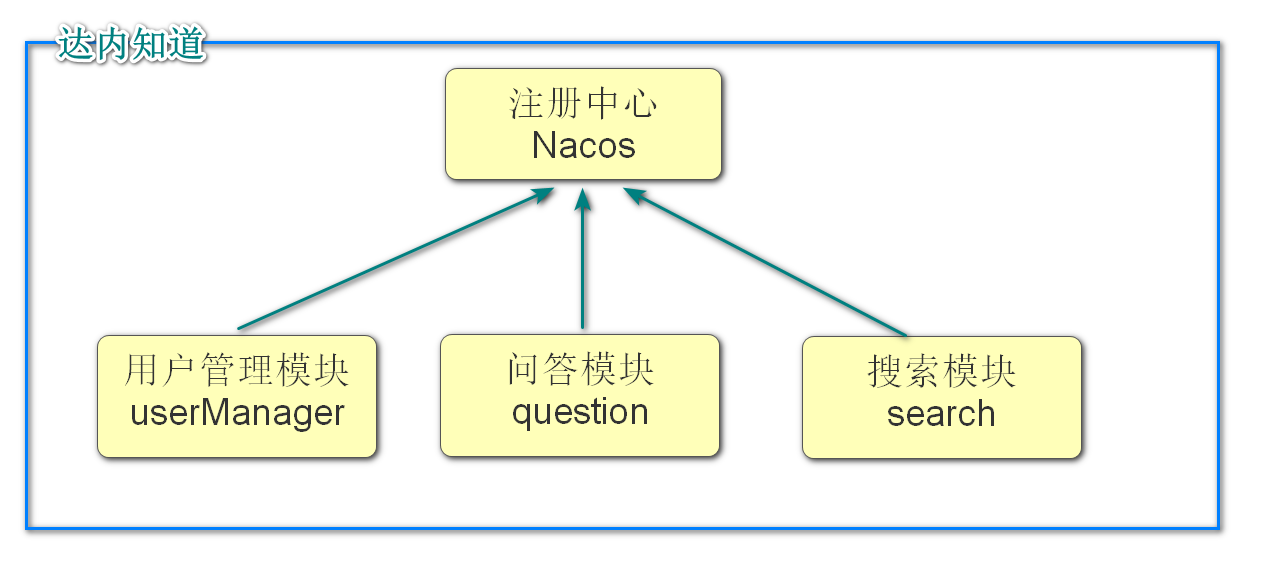 达内知道
注册中心
Nacos
用户管理模块
userManager
问答模块
question
搜索模块
search